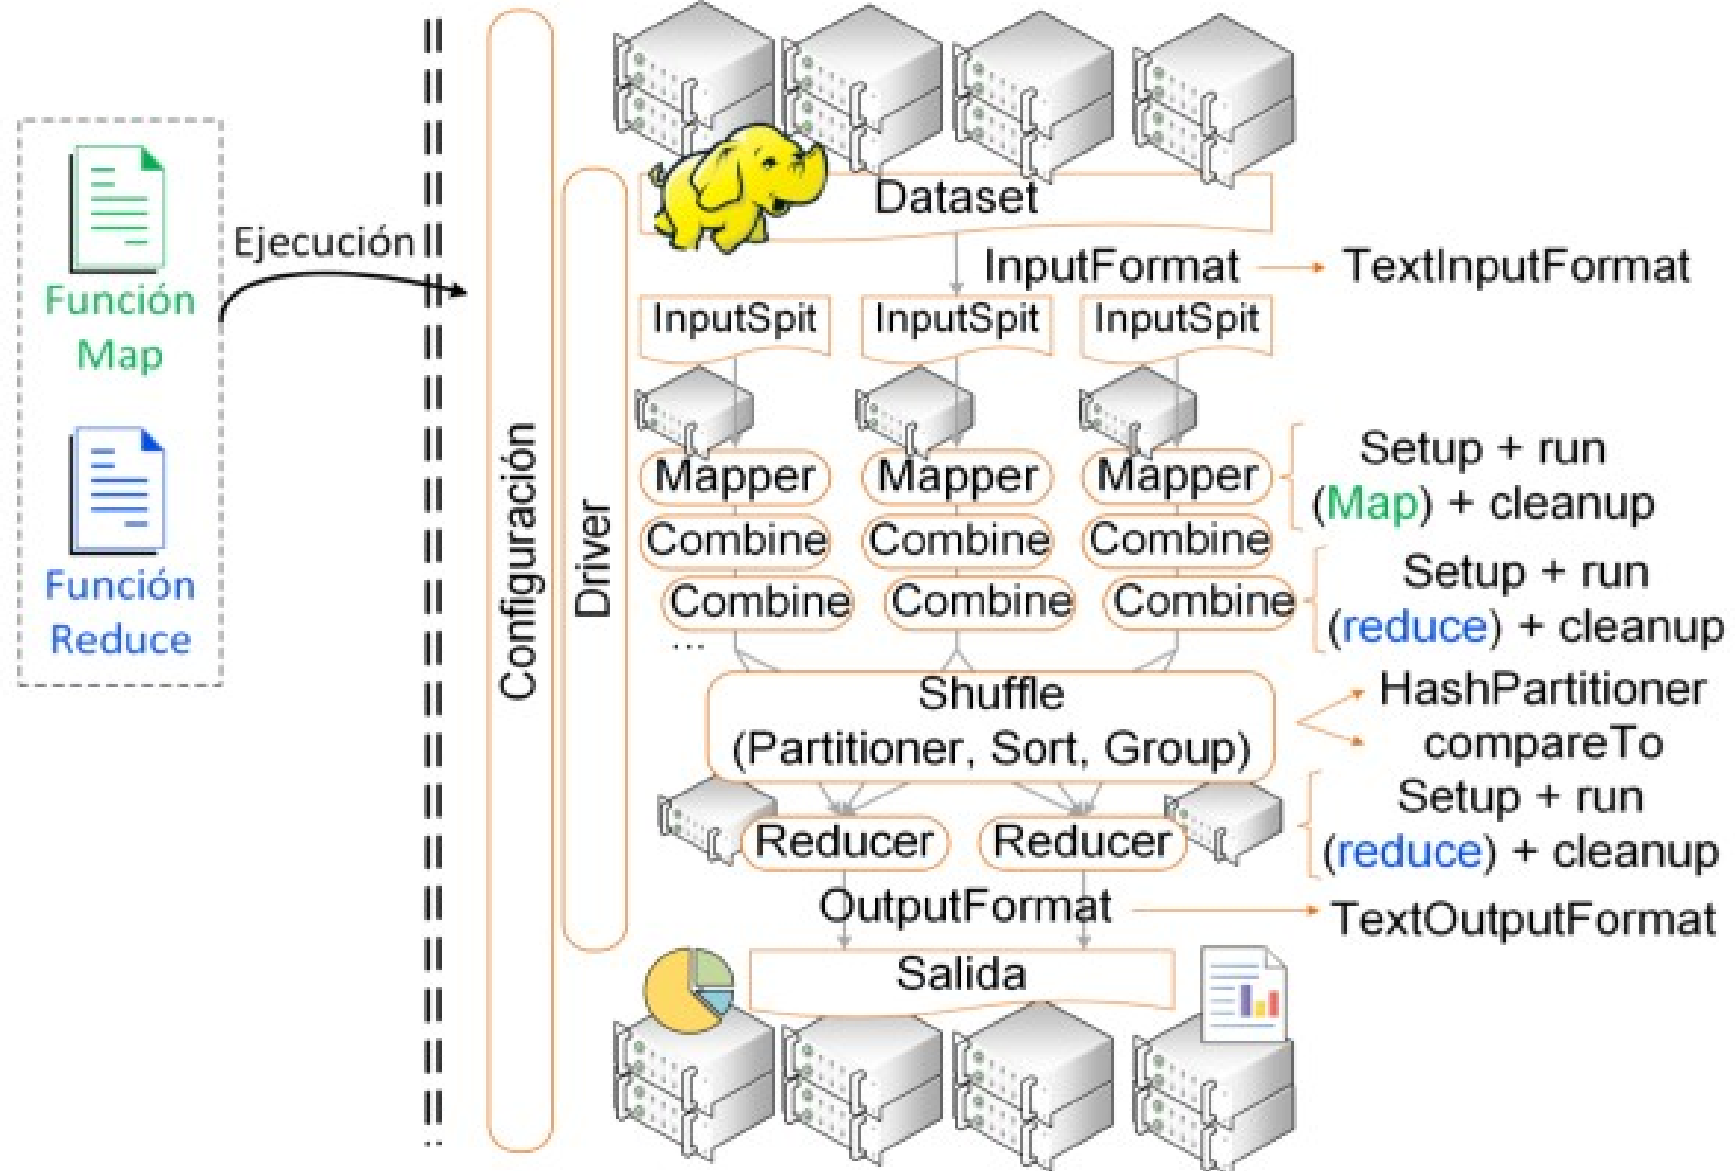 Función
Map
Función
Reduce
Ejecución
Configuración
Driver
Dataset
InputFormat
TextInputFormat
InputSpit
InputSpit
InputSpit
Mapper
Mapper
Mapper
Setup + run
(Map) + cleanup
Combine
Combine
Combine
Combine
Combine
Combine
Setup + run
(reduce) + cleanup
...
Shuffle
(Partitioner, Sort, Group)
HashPartitioner
compareTo
Reducer
Reducer
Setup + run
(reduce) + cleanup
OutputFormat
TextOutputFormat
Salida